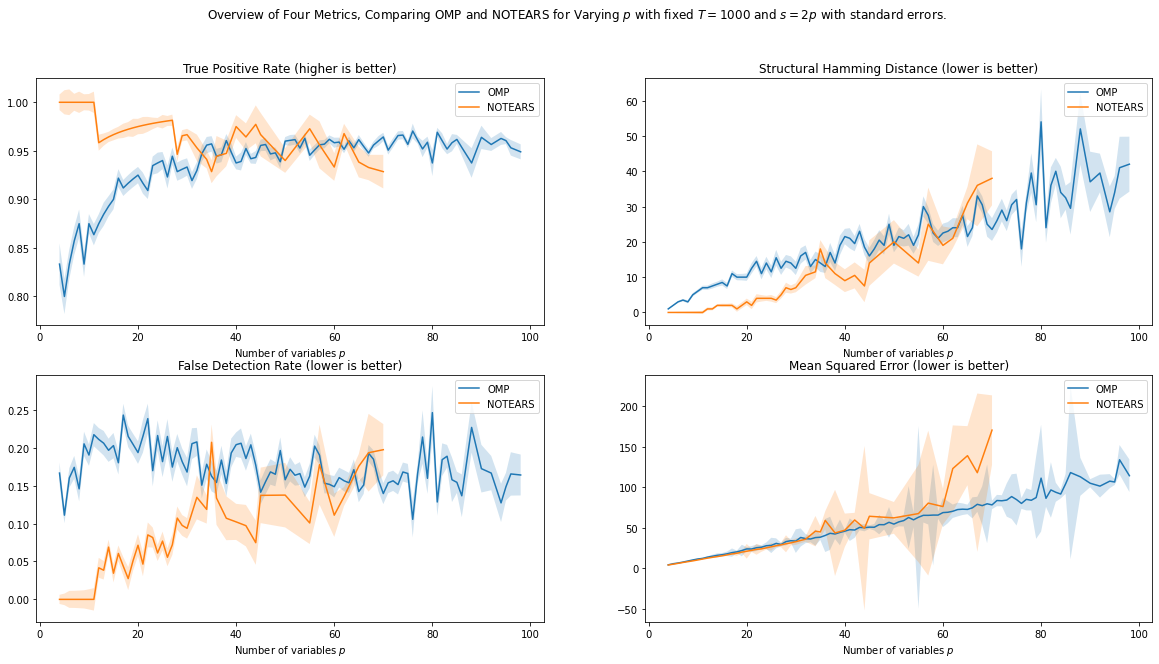 Overview of Four Metrics, Comparing OMP and NOTEARS for Varying p with fixed T = 1000 and s = 2p with standard errors.
True Positive Rate (higher is better)
OMP
NOTEARS
1.00
0.95
0.90
0.85
0.80
0 20 40 60 80 100
Number of variables p
Structural Hamming Distance (lower is better)
OMP
NOTEARS
60
50
40
30
20
10
0
0 20 40 60 80 100
Number of variables p
False Detection Rate (lower is better)
OMP
NOTEARS
0.25
0.20
0.15
0.10
0.05
0.00
0 20 40 60 80 100
Number of variables p
Mean Squared Error (lower is better)
OMP
NOTEARS
200
150
100
50
0
−50
0 20 40 60 80 100
Number of variables p